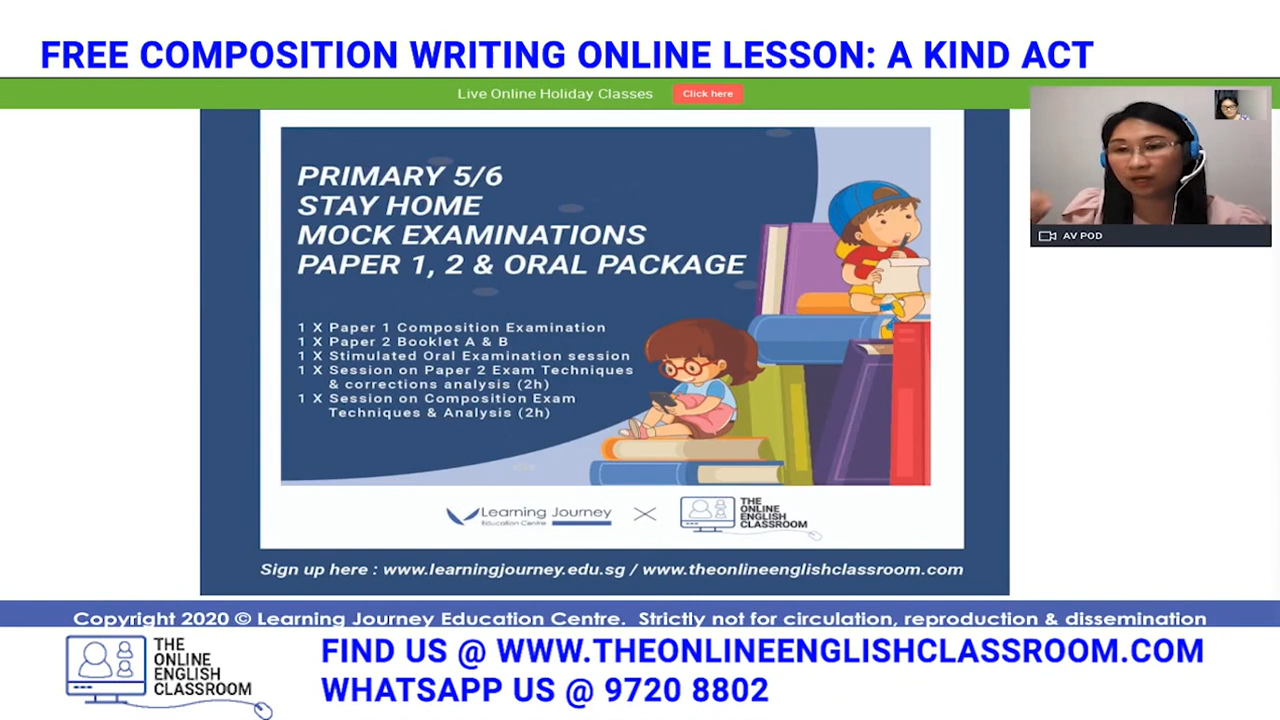 FREE COMPOSITION WRITING ONLINE LESSON: A KIND ACT
Live Online Holiday Classes Click here
AV POD
PRIMARY 5/6
STAY HOME
MOCK EXAMINATIONS
PAPER 1, 2 & ORAL PACKAGE
1 X Paper 1 Composition Examination
1 X Paper 2 Booklet A & B
1 X Stimulated Oral Examination session
1 X Session on Paper 2 Exam Techniques
& corrections analysis (2h)
1 X Session on Composition Exam
Techniques & Analysis (2h)
Learning Journey
Education Centre
THE
ONLINE
ENGLISH
CLASSROOM
Sign up here : www.learningjourney.edu.sg / www.theonlineenglishclassroom.com
Copyright 2020 © Learning Journey Education Centre. Strictly not for circulation, reproduction & dissemination
THE
ONLINE
ENGLISH
CLASSROOM
FIND US @ WWW.THEONLINEENGLISHCLASSROOM.COM
WHATSAPP US @ 9720 8802